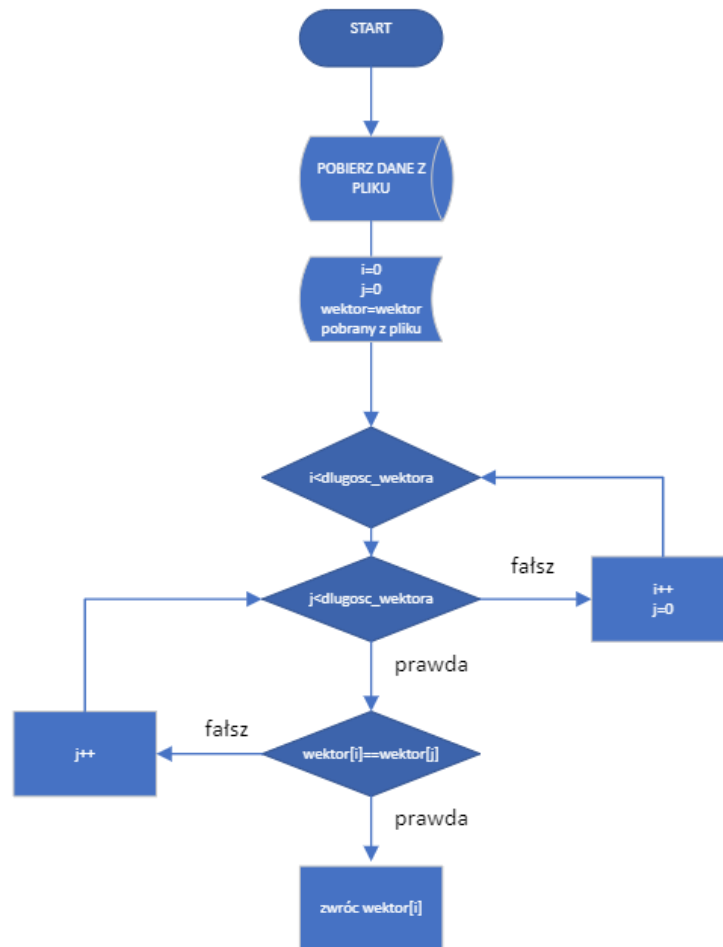 START
POBIERZ DANE Z
PLIKU
i=0
j=0
wektor=wektor
pobrany z pliku
i<dlugosc_wektora
j<dlugosc_wektora
fałsz
i++
j=0
prawda
fałsz
j++
wektor[i]==wektor[j]
prawda
zwróc wektor[i]